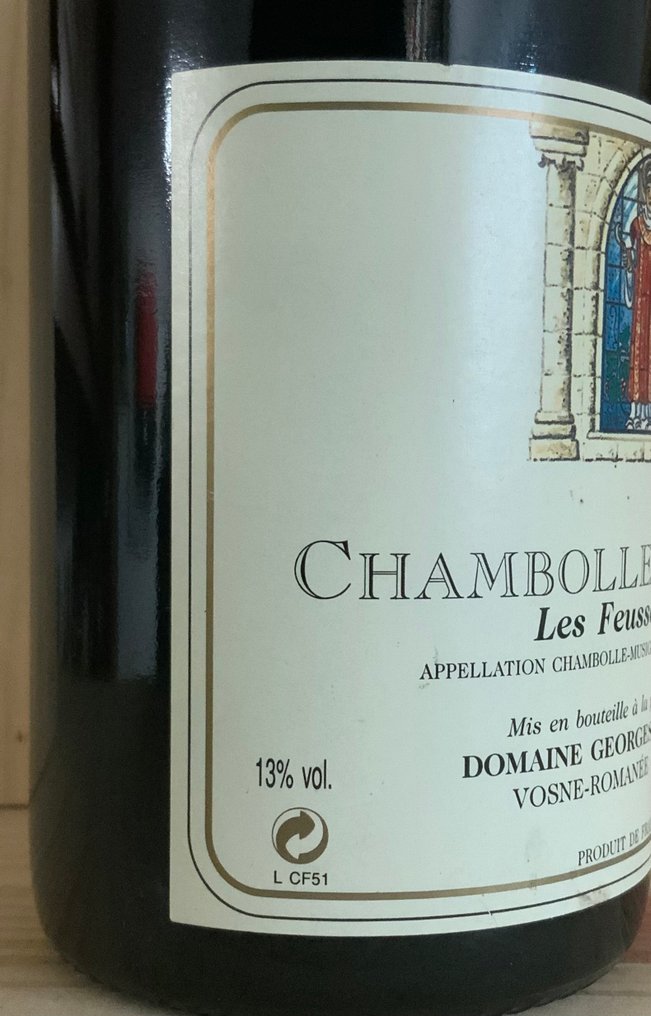 CHAMBOLLE
Les Feuss
APPELLATION CHAMBOLLE-MUSIG
Mis en bouteille à la
DOMAINE GEORGES
VOSNE-ROMANÉE
PRODUIT DE FR
13% vol.
L CF51